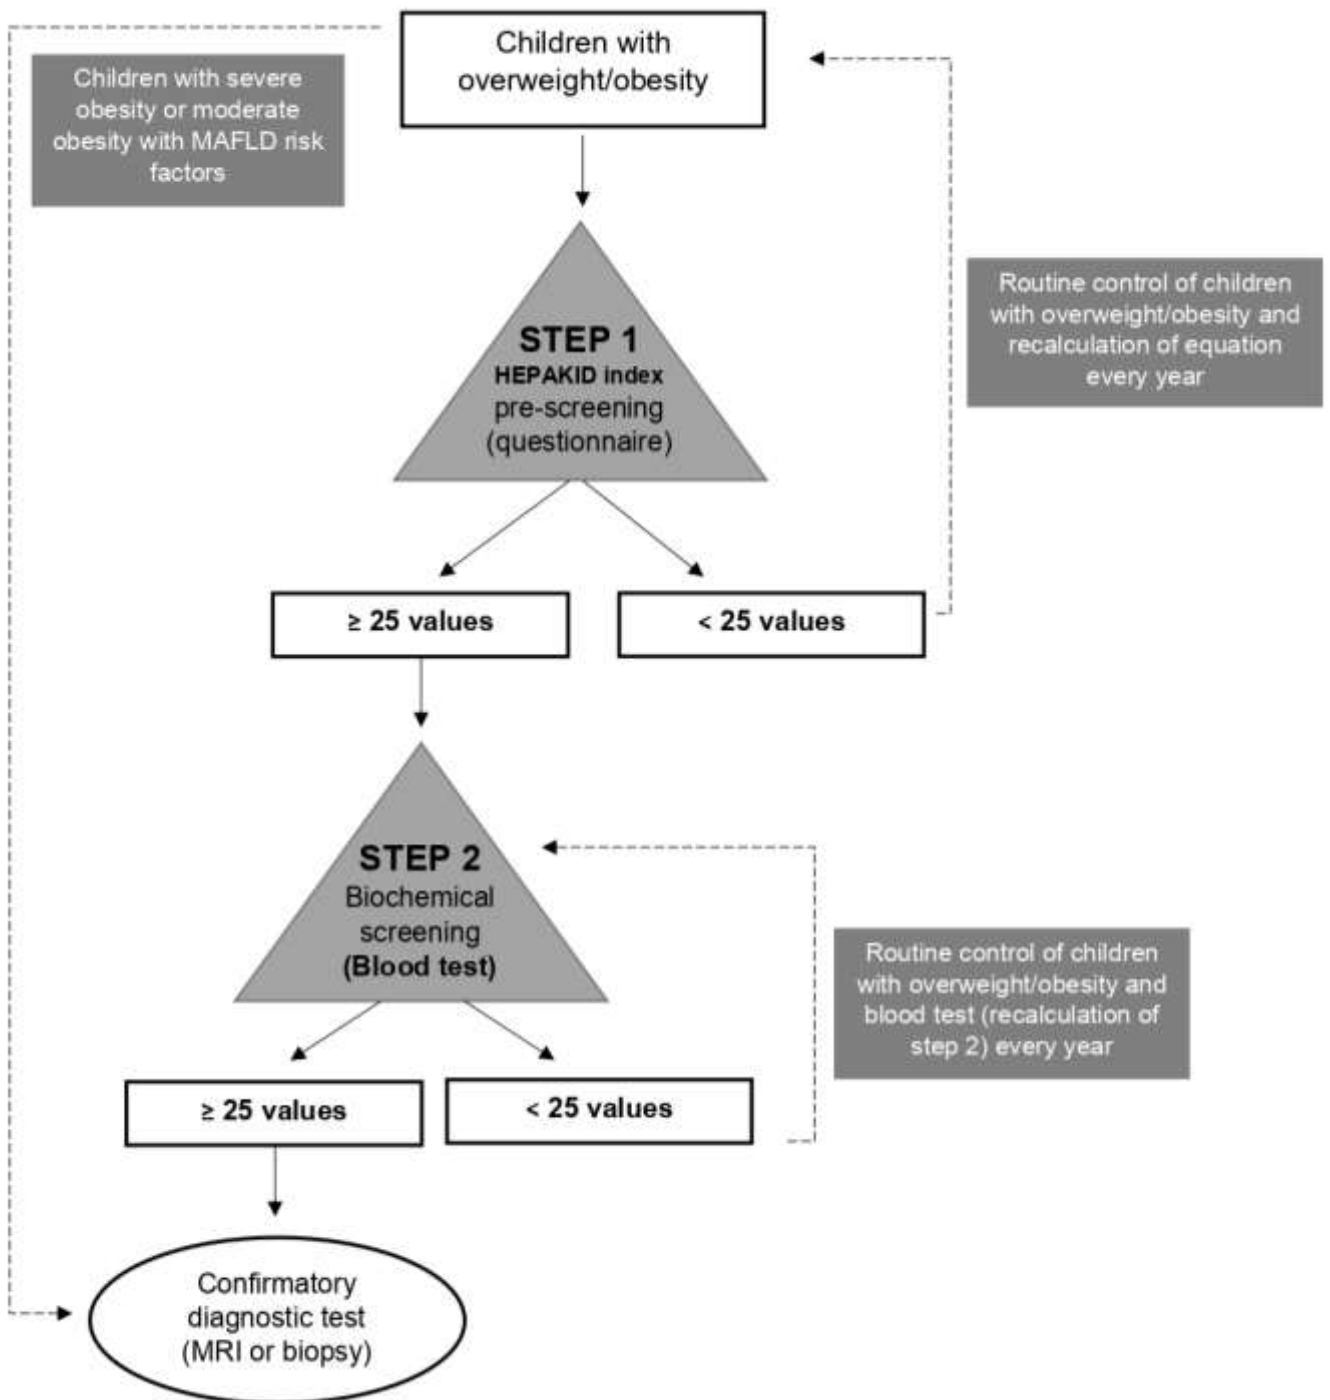 Children with
overweight/obesity
Children with severe
obesity or moderate
obesity with MAFLD risk
factors
Routine control of children
with overweight/obesity and
recalculation of equation
every year
STEP 1
HEPAKID index
pre-screening
(questionnaire)
≥ 25 values
< 25 values
STEP 2
Biochemical
screening
(Blood test)
Routine control of children
with overweight/obesity and
blood test (recalculation of
step 2) every year
≥ 25 values
< 25 values
Confirmatory
diagnostic test
(MRI or biopsy)